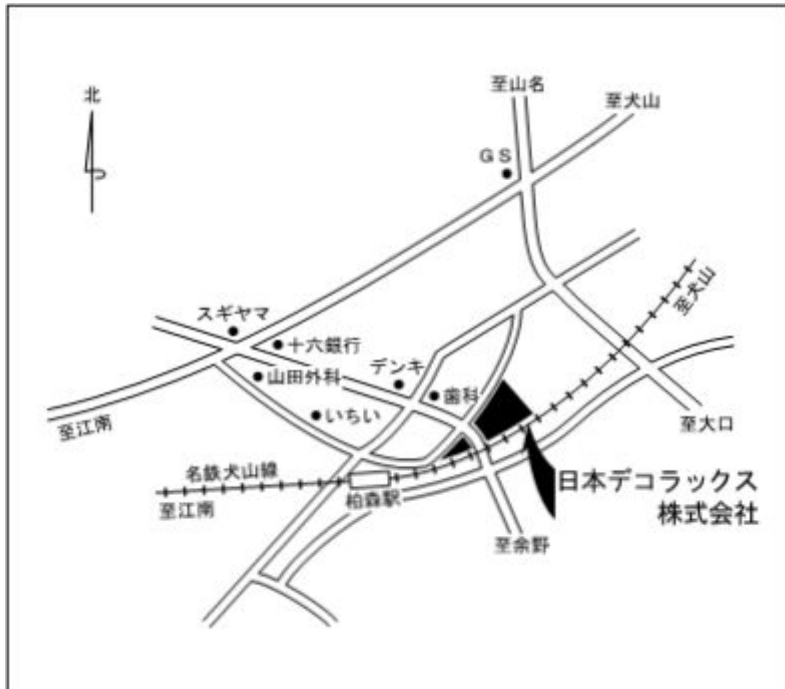 北
至山名
至犬山
GS
スギヤマ
十六銀行
デンキ
山田外科
歯科
いちい
至犬山
至江南
至大口
名鉄犬山線
至江南
柏森駅
日本デコラックス
株式会社
至余野